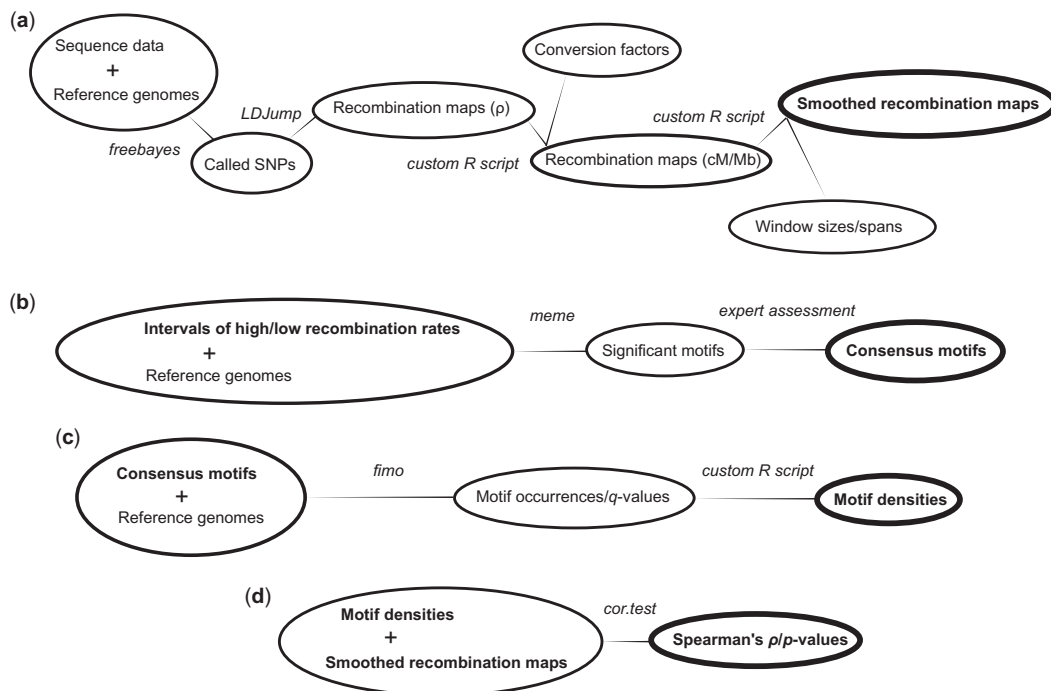 (a)
Sequence data
+
Reference genomes
freebayes
Called SNPs
LDJump
Recombination maps (ρ)
custom R script
Conversion factors
Recombination maps (cM/Mb)
custom R script
Smoothed recombination maps
Window sizes/spans
(b)
Intervals of high/low recombination rates
+
Reference genomes
meme
Significant motifs
expert assessment
Consensus motifs
(c)
Consensus motifs
+
Reference genomes
fimo
Motif occurrences/q-values
custom R script
Motif densities
(d)
Motif densities
+
Smoothed recombination maps
cor.test
Spearman's ρ/p-values